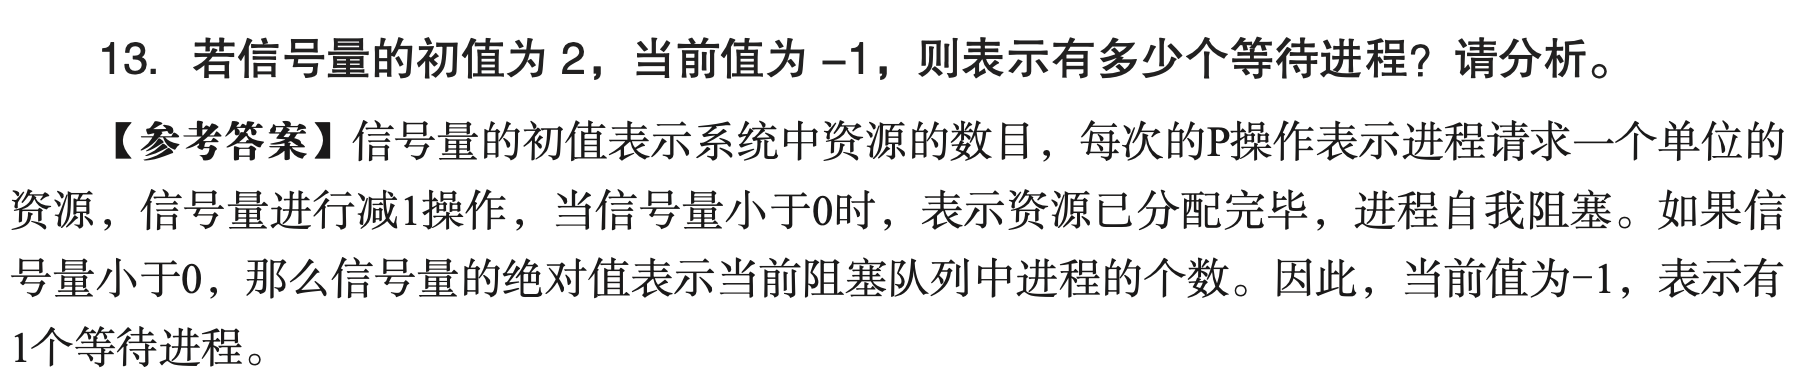 13. 若信号量的初值为 2，当前值为 –1，则表示有多少个等待进程？请分析。
【参考答案】信号量的初值表示系统中资源的数目，每次的P操作表示进程请求一个单位的
资源，信号量进行减1操作，当信号量小于0时，表示资源已分配完毕，进程自我阻塞。如果信
号量小于0，那么信号量的绝对值表示当前阻塞队列中进程的个数。因此，当前值为−1，表示有
1个等待进程。